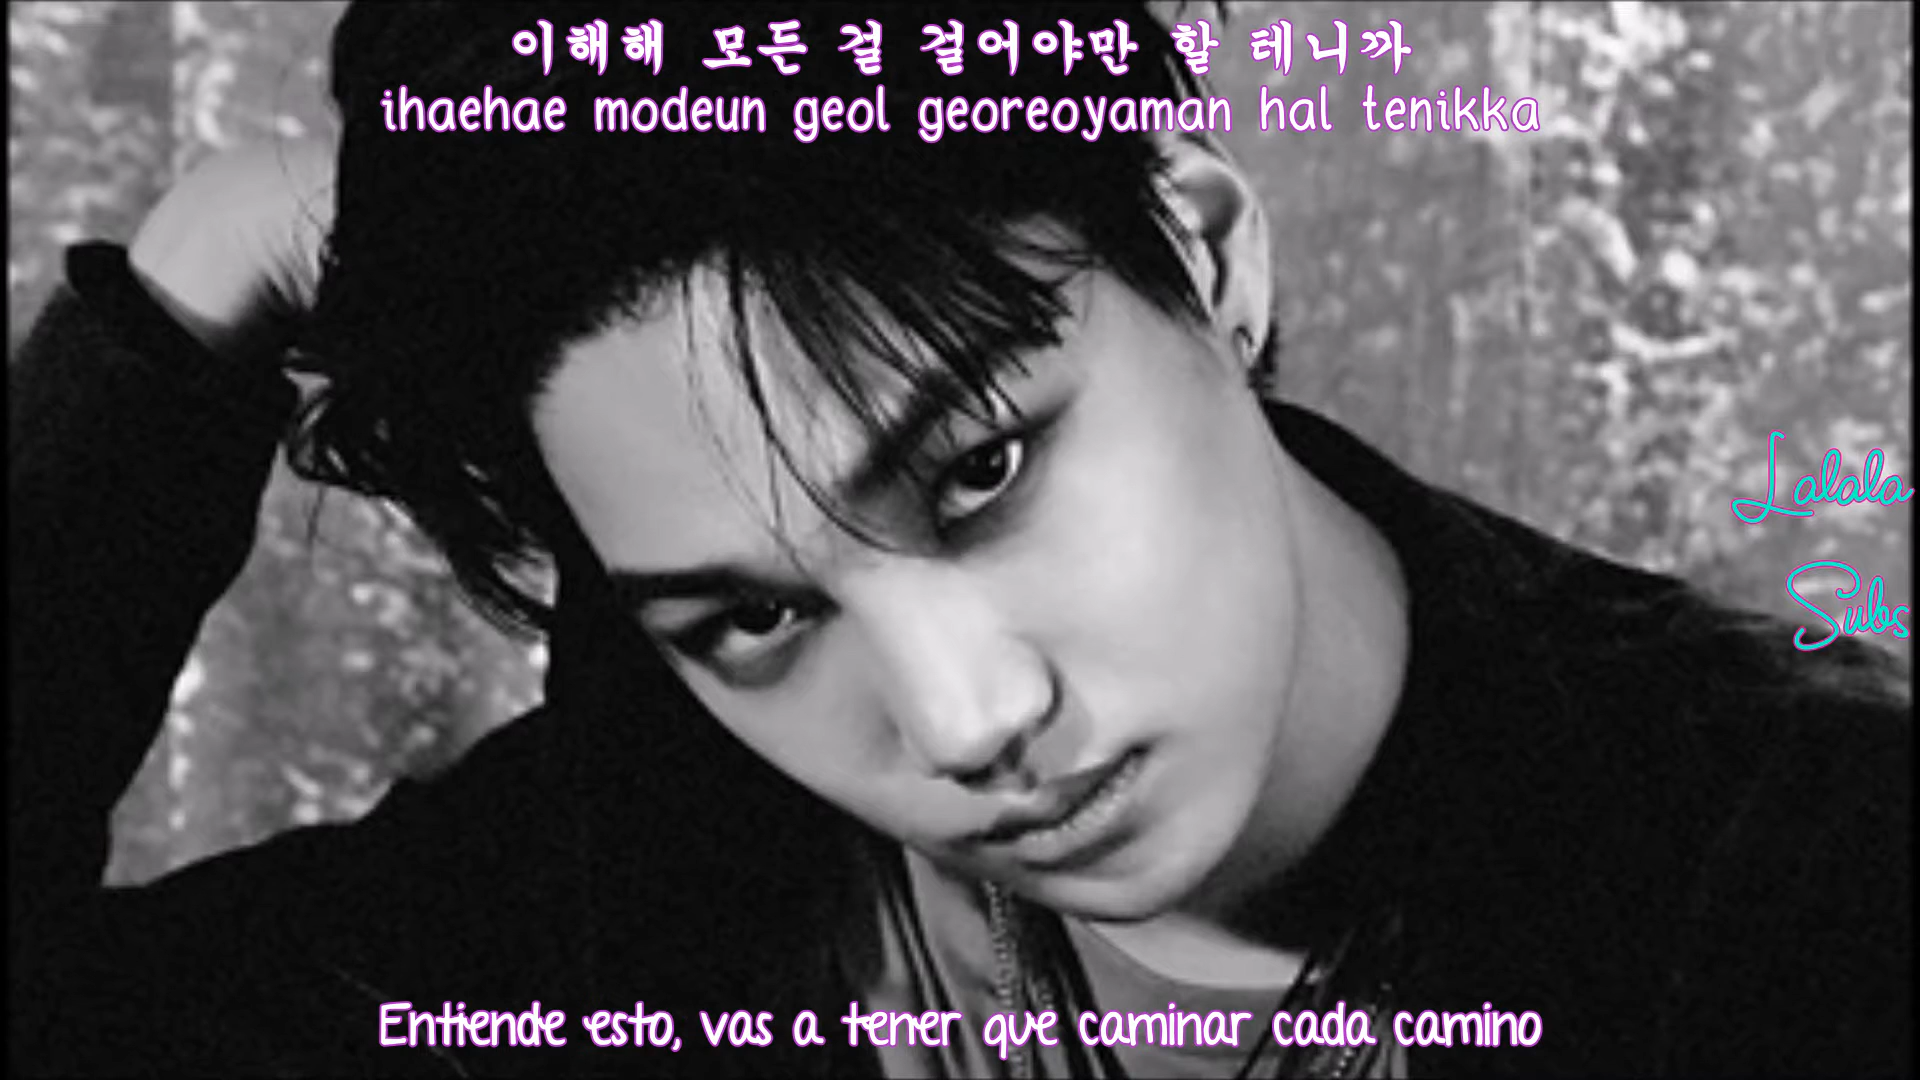 이해해 모든 걸 걸어야만 할 테니까
ihaehae modeun geol georeoyaman hal tenikka
Lalala
Subs
Entiende esto, vas a tener que caminar cada camino